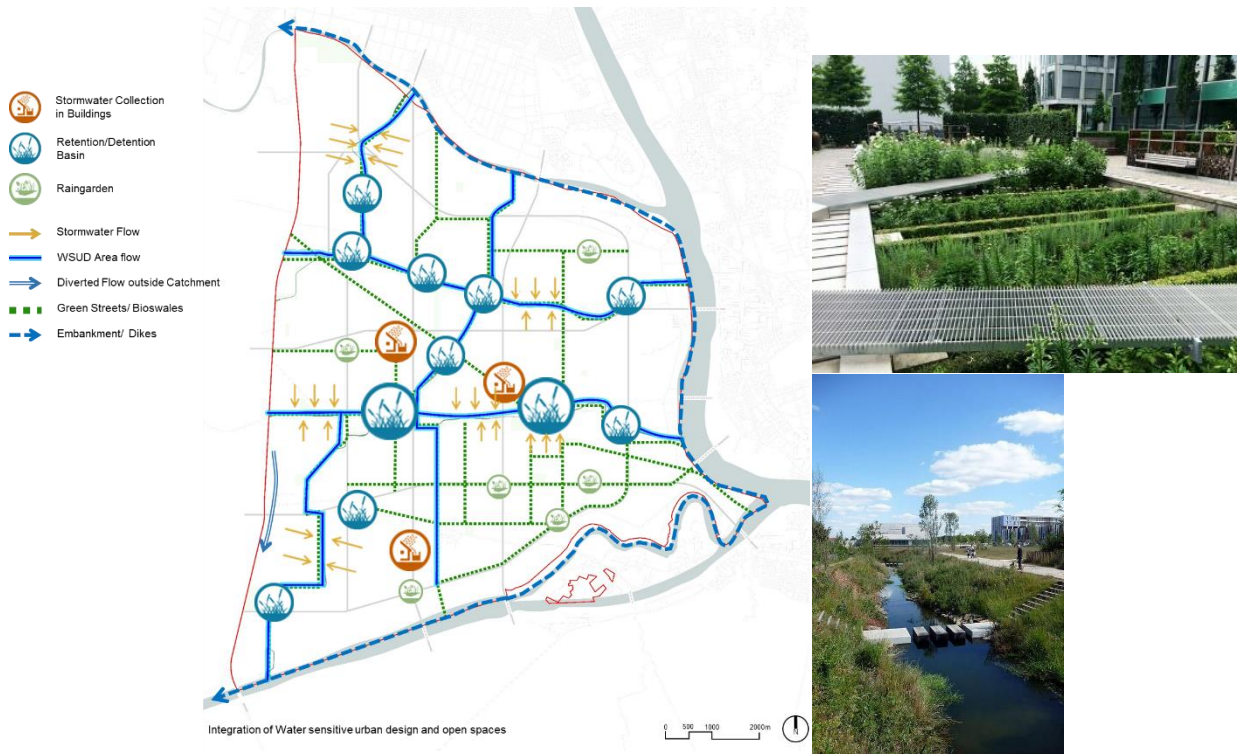 Stormwater Collection
in Buildings
Retention/Detention
Basin
Raingarden
Stormwater Flow
WSUD Area flow
Diverted Flow outside Catchment
Green Streets/ Bioswales
Embankment/ Dikes
Integration of Water sensitive urban design and open spaces
0 500 1000 2000m
N